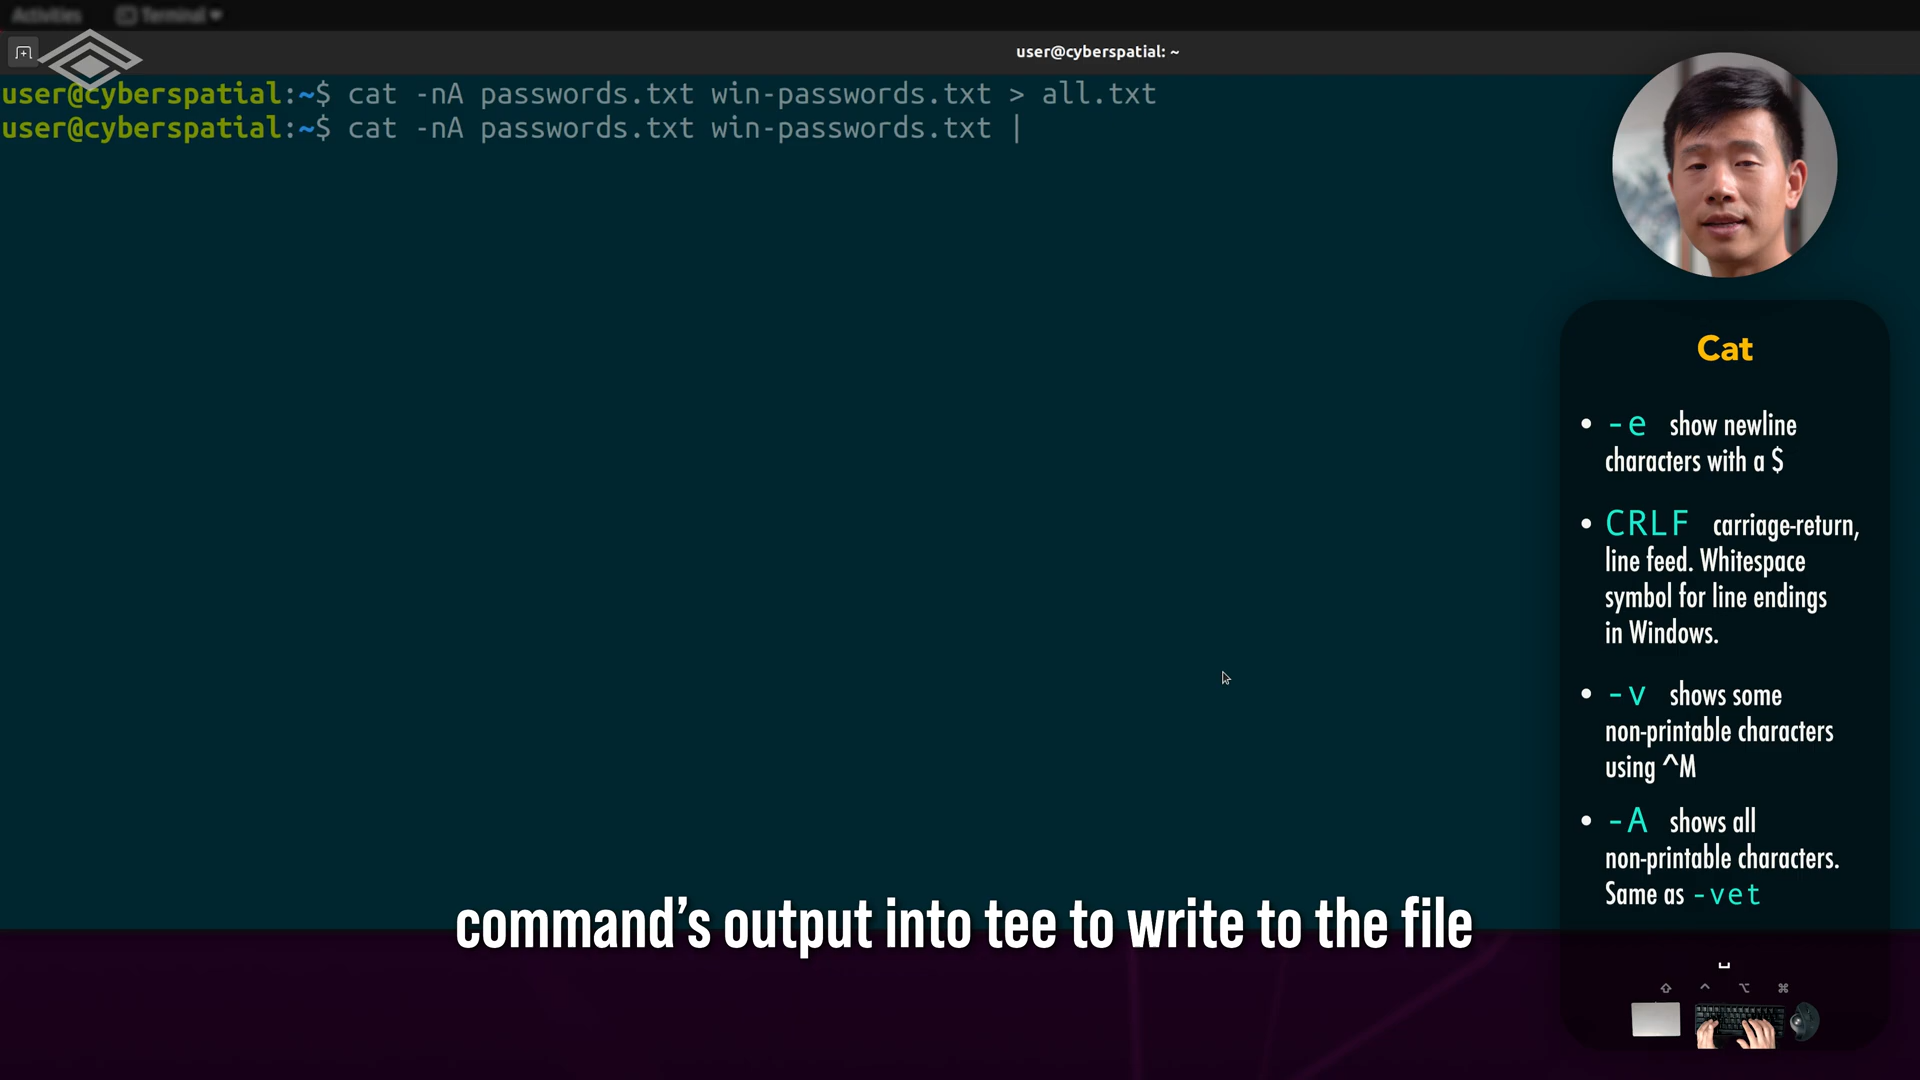 Activities
Terminal
user@cyberspatial: ~
user@cyberspatial:~$ cat -nA passwords.txt win-passwords.txt > all.txt
user@cyberspatial:~$ cat -nA passwords.txt win-passwords.txt |
Cat
• -e show newline
characters with a $
• CRLF carriage-return,
line feed. Whitespace
symbol for line endings
in Windows.
• -v shows some
non-printable characters
using ^M
• -A shows all
non-printable characters.
Same as -vet
command’s output into tee to write to the file
␣
⇧ ^ ⌥ ⌘